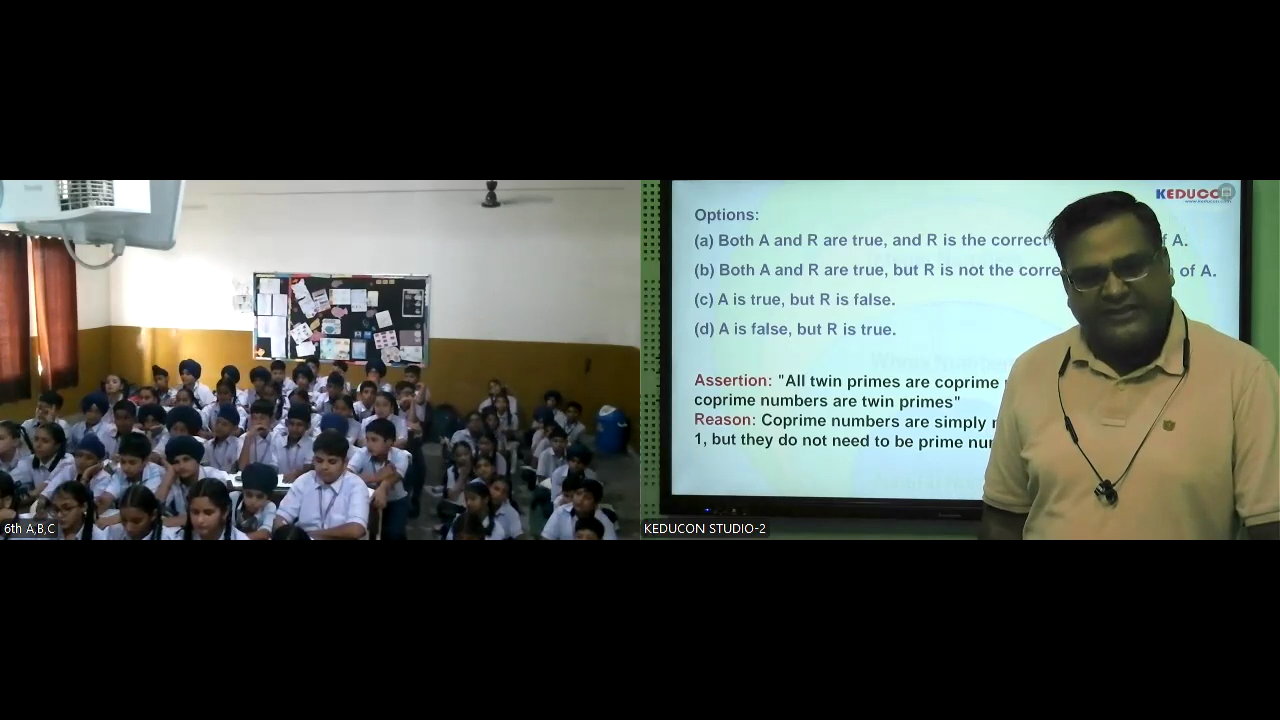 KEDUCO
Options:
(a) Both A and R are true, and R is the correct of A.
(b) Both A and R are true, but R is not the of A.
(c) A is true, but R is false.
(d) A is false, but R is true.
Assertion: "All twin primes are coprime
coprime numbers are twin primes"
Reason: Coprime numbers are simply
1, but they do not need to be prime
6th A,B,C
KEDUCON STUDIO-2